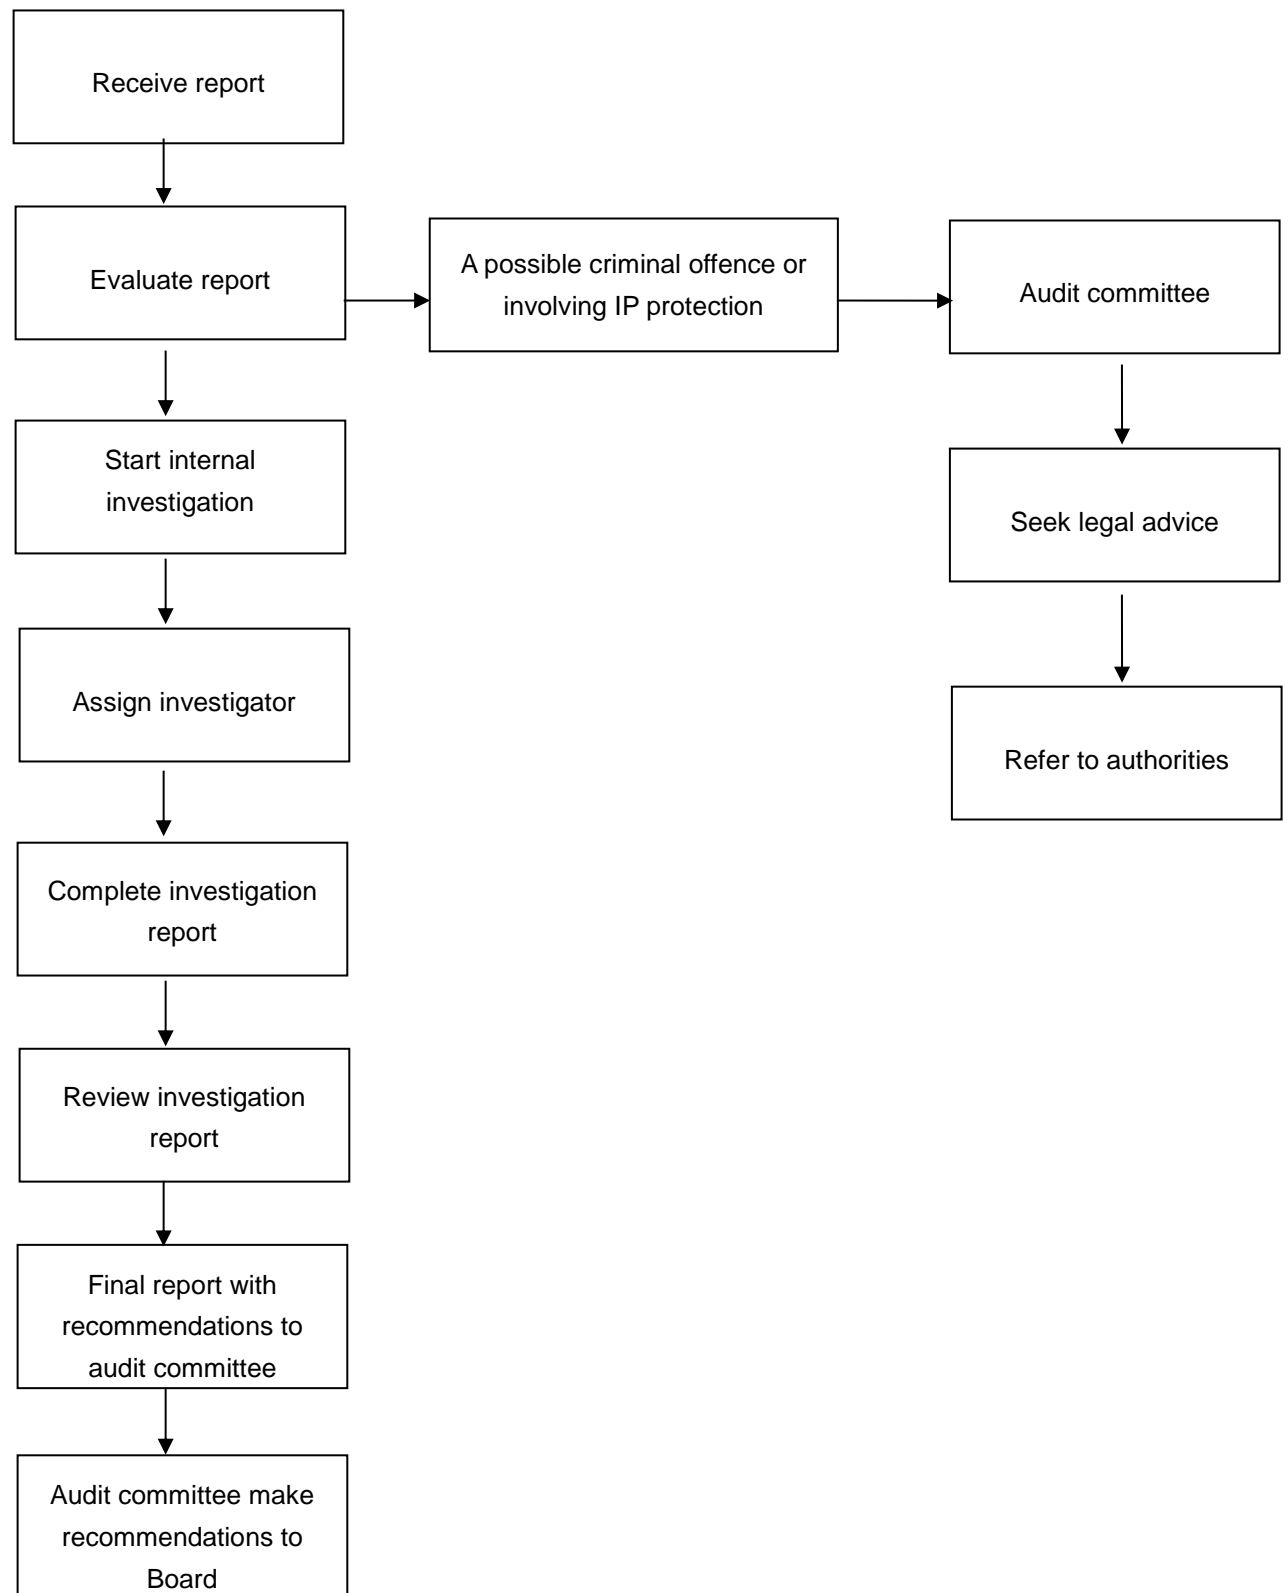 Receive report
Evaluate report
A possible criminal offence or
involving IP protection
Audit committee
Start internal
investigation
Seek legal advice
Assign investigator
Refer to authorities
Complete investigation
report
Review investigation
report
Final report with
recommendations to
audit committee
Audit committee make
recommendations to
Board